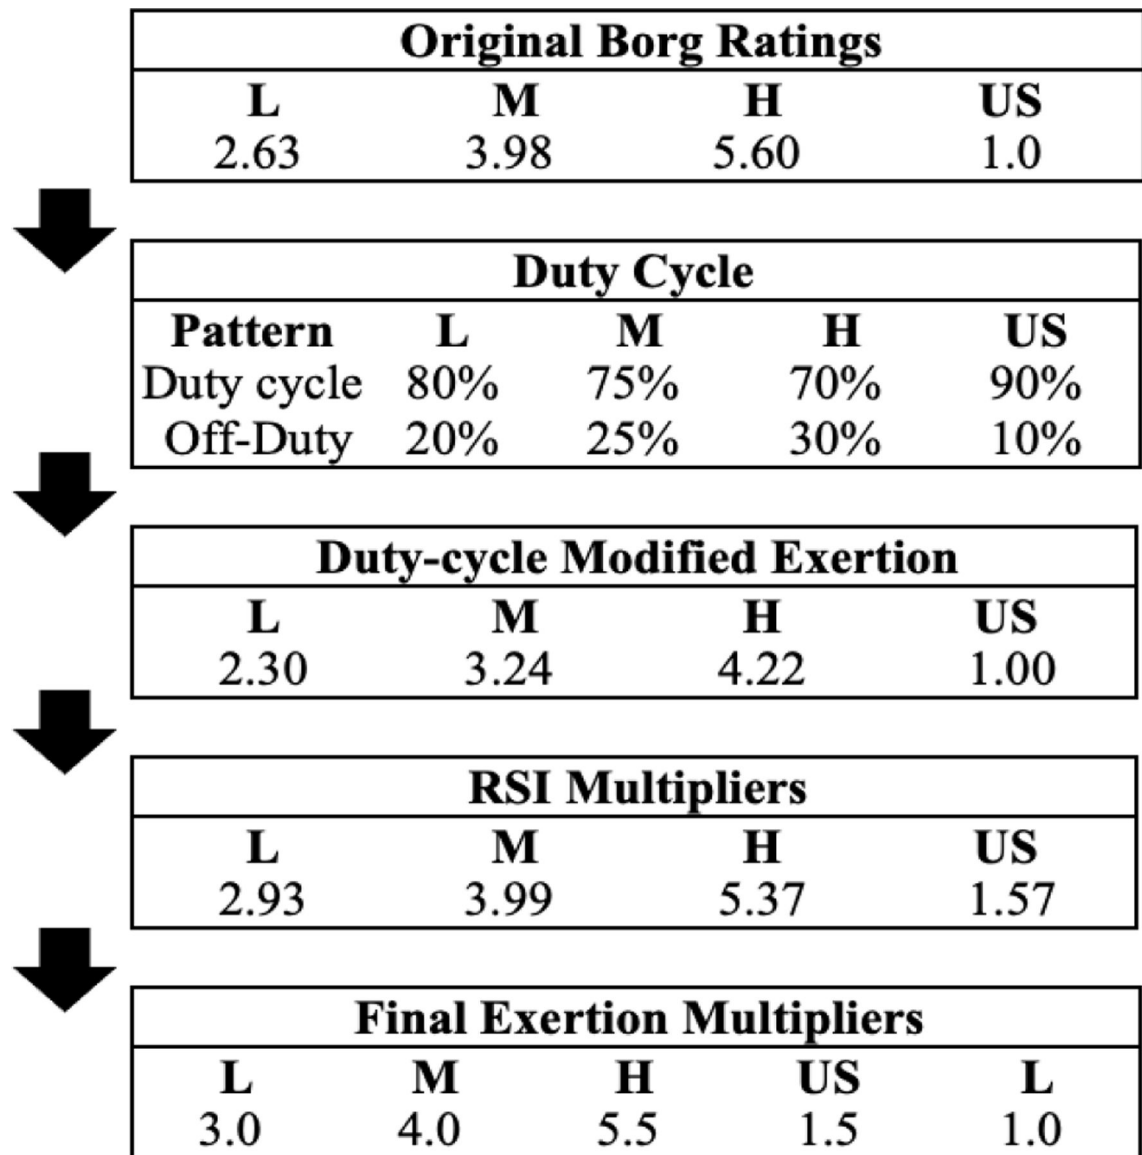 Original Borg Ratings
L M H US
2.63 3.98 5.60 1.0
Duty Cycle
Pattern L M H US
Duty cycle 80% 75% 70% 90%
Off-Duty 20% 25% 30% 10%
Duty-cycle Modified Exertion
L M H US
2.30 3.24 4.22 1.00
RSI Multipliers
L M H US
2.93 3.99 5.37 1.57
Final Exertion Multipliers
L M H US L
3.0 4.0 5.5 1.5 1.0